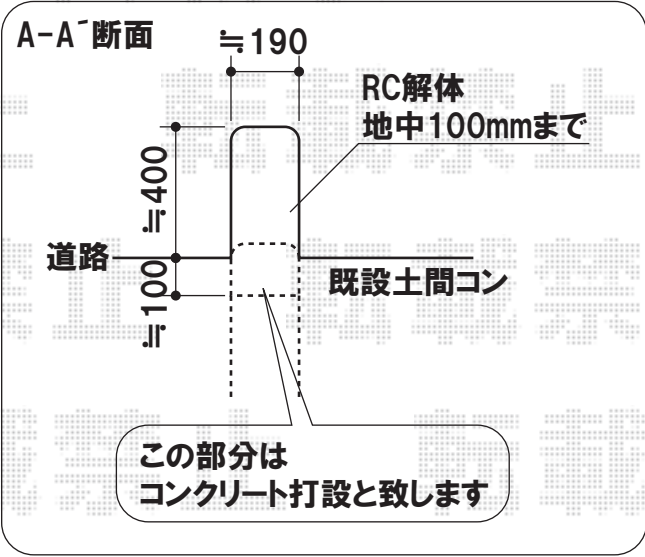 A-A´断面
≒190
RC解体
地中100mmまで
≒400
道路
≒100
既設土間コン
この部分は
コンクリート打設と致します